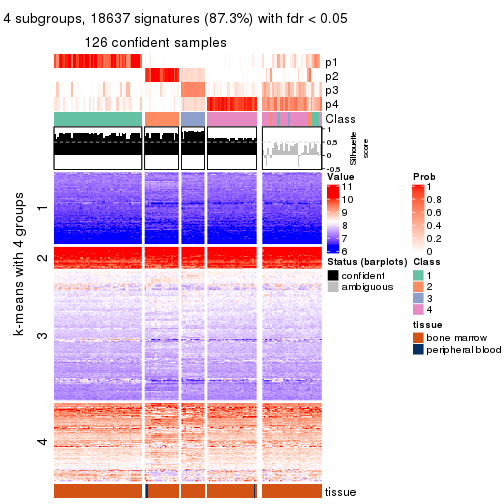 4 subgroups, 18637 signatures (87.3%) with fdr < 0.05
126 confident samples
p1
p2
p3
p4
Class
1
0.5
0
-0.5
Silhouette
score
k-means with 4 groups
1
2
3
4
tissue
Value
11
10
9
8
7
6
Prob
1
0.8
0.6
0.4
0.2
0
Status (barplots)
confident
ambiguous
Class
1
2
3
4
tissue
bone marrow
peripheral blood